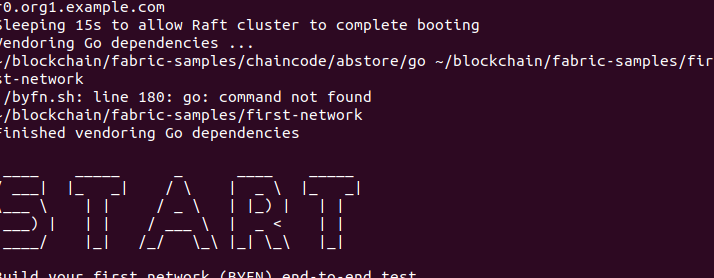 r0.org1.example.com
Sleeping 15s to allow Raft cluster to complete booting
Vendoring Go dependencies ...
~/blockchain/fabric-samples/chaincode/abstore/go ~/blockchain/fabric-samples/fir
st-network
./byfn.sh: line 180: go: command not found
~/blockchain/fabric-samples/first-network
Finished vendoring Go dependencies
START
Build your first network (BYFN) end-to-end test